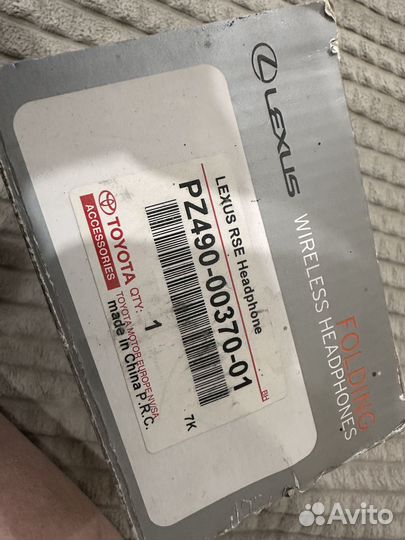 LEXUS
FOLDING
WIRELESS HEADPHONES
LEXUS RSE Headphone
PZ490-00370-01
RH
7K
TOYOTA
ACCESSORIES
QTY: 1
TOYOTA MOTOR EUROPE NV/SA
made in China P.R.C.
Avito